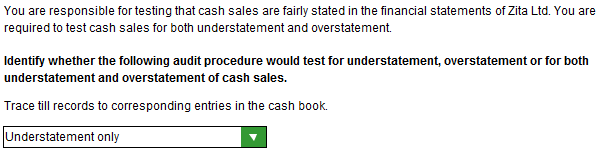 You are responsible for testing that cash sales are fairly stated in the financial statements of Zita Ltd. You are
required to test cash sales for both understatement and overstatement.
Identify whether the following audit procedure would test for understatement, overstatement or for both
understatement and overstatement of cash sales.
Trace till records to corresponding entries in the cash book.
Understatement only